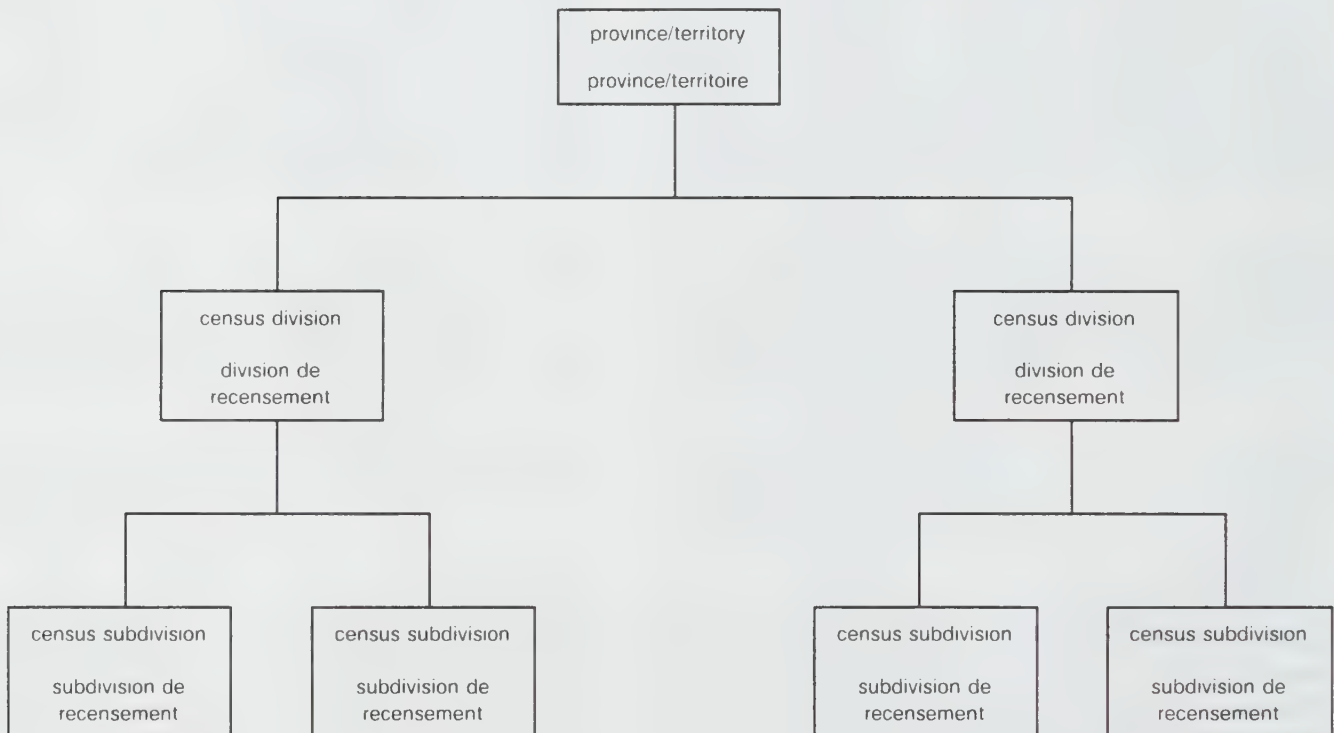 province/territory
province/territoire
census division
division de
recensement
census division
division de
recensement
census subdivision
subdivision de
recensement
census subdivision
subdivision de
recensement
census subdivision
subdivision de
recensement
census subdivision
subdivision de
recensement